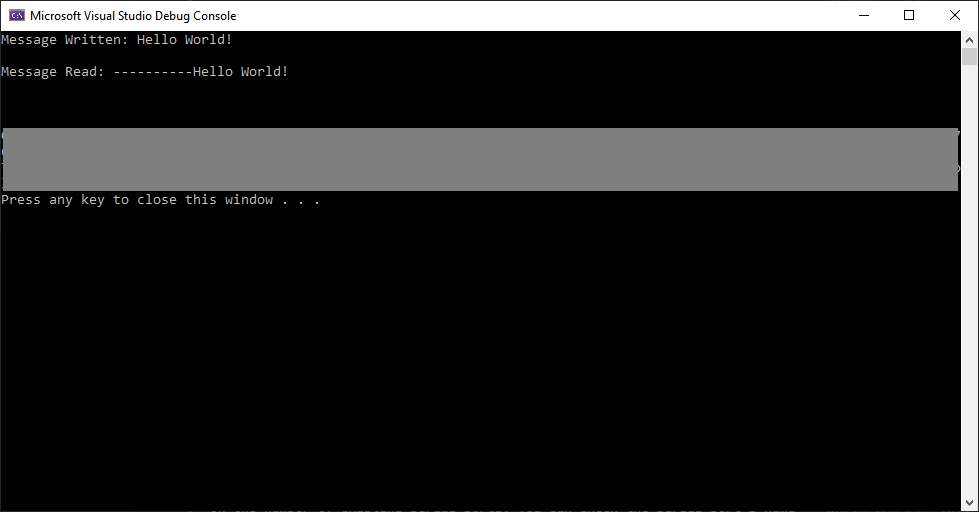 Microsoft Visual Studio Debug Console
Message Written: Hello World!
Message Read: ----------Hello World!
Press any key to close this window . . .